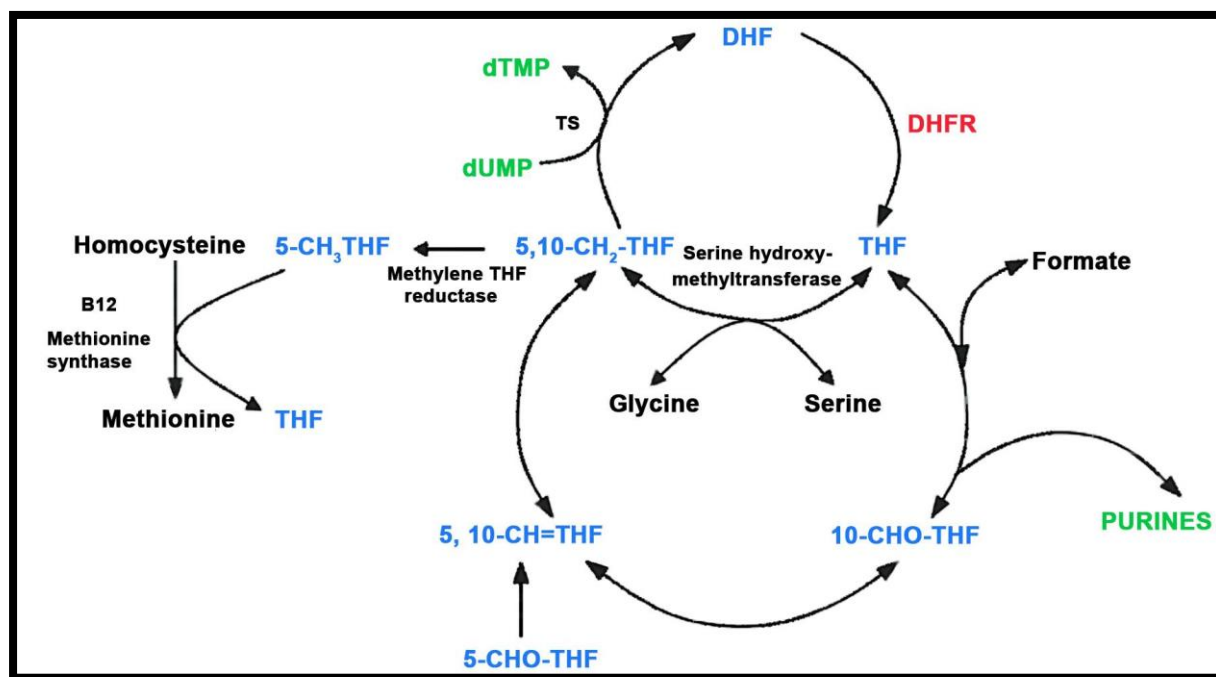 DHF
dTMP
TS
DHFR
dUMP
Homocysteine
5-CH3THF
5,10-CH2-THF
Serine hydroxy-
methyltransferase
THF
Formate
Methylene THF
reductase
B12
Methionine
synthase
Glycine
Serine
Methionine
THF
5, 10-CH=THF
10-CHO-THF
PURINES
5-CHO-THF